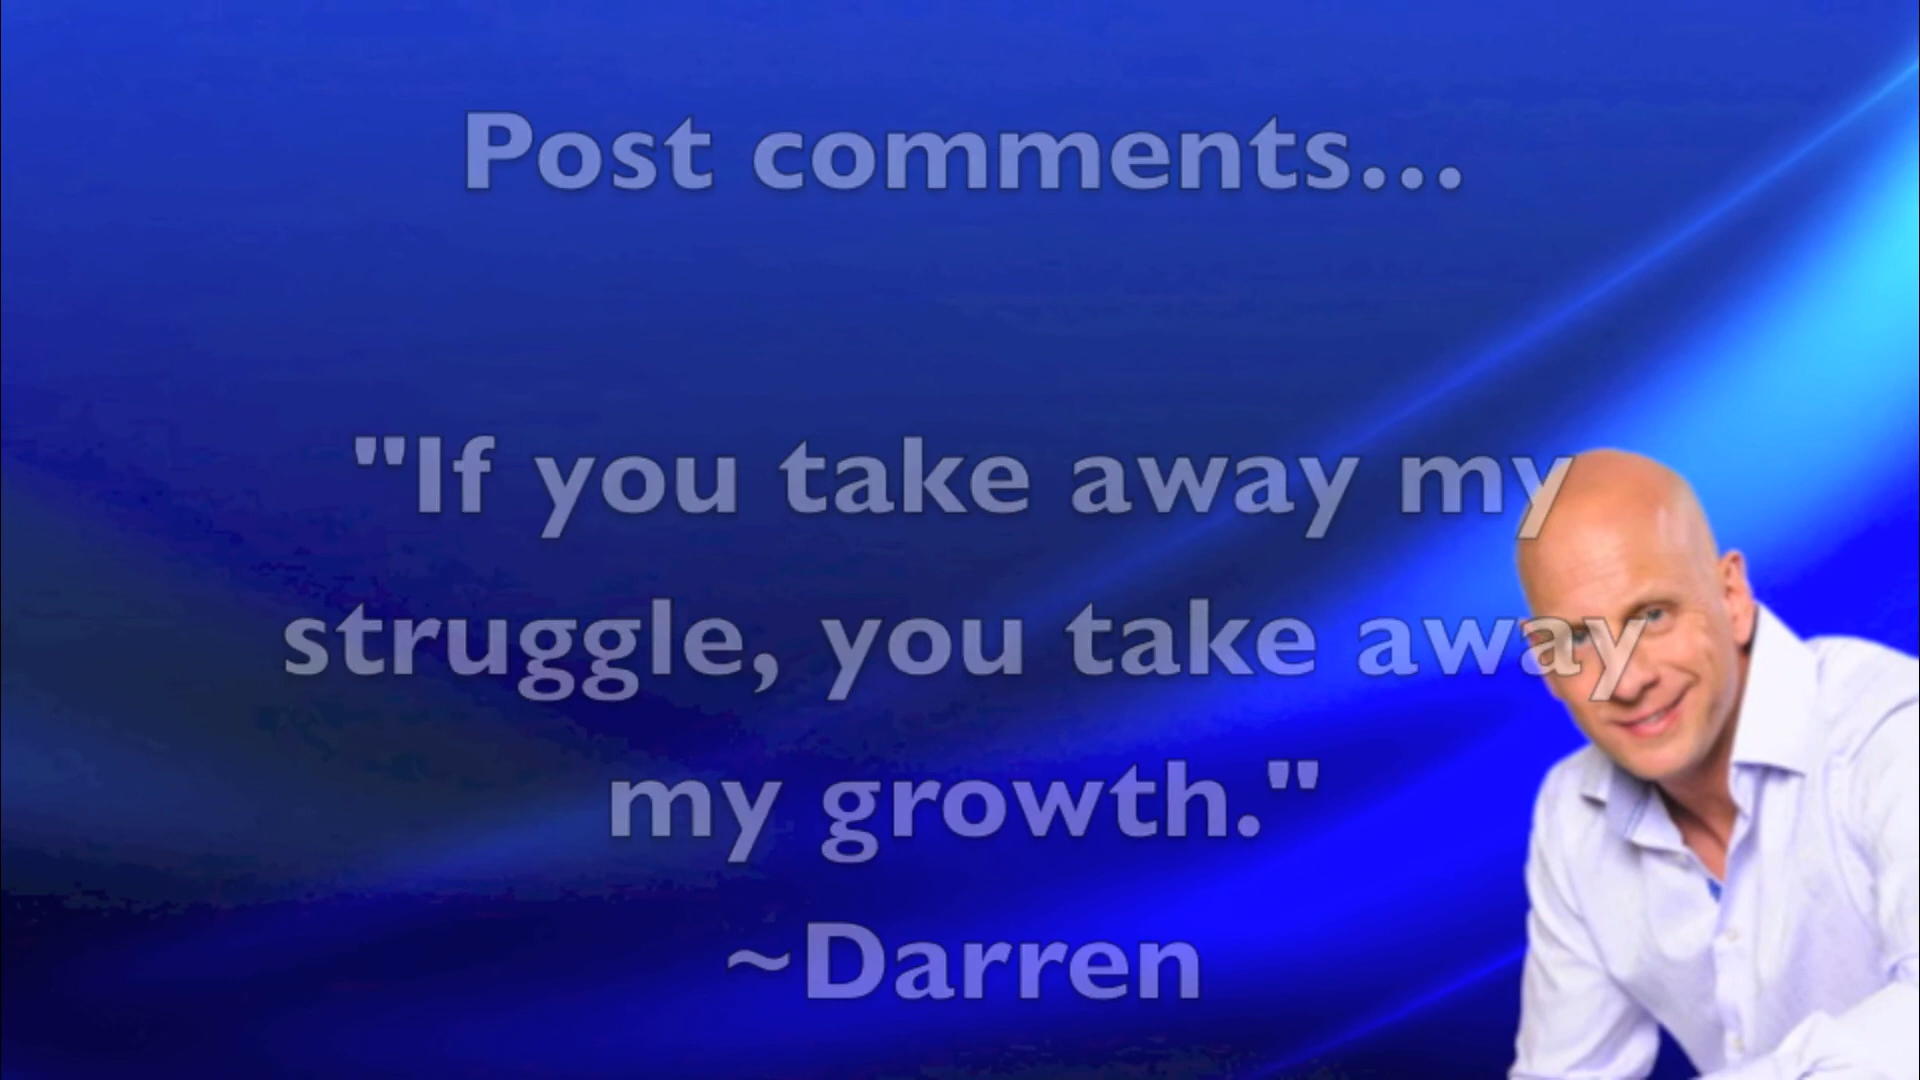 Post comments...
"If you take away my
struggle, you take away
my growth."
~Darren